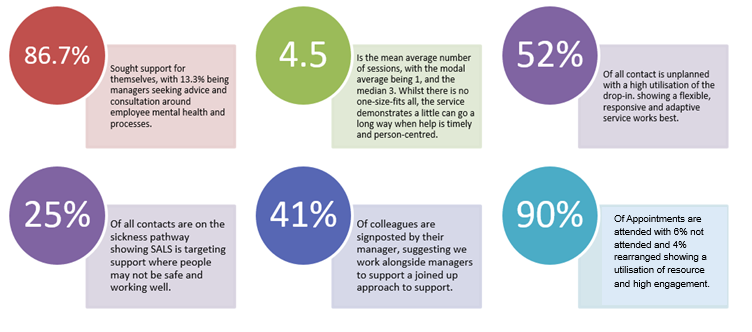 86.7%
Sought support for
themselves, with 13.3% being
managers seeking advice and
consultation around
employee mental health and
processes.
4.5
Is the mean average number
of sessions, with the modal
average being 1, and the
median 3. Whilst there is no
one-size-fits all, the service
demonstrates a little can go a
long way when help is timely
and person-centred.
52%
Of all contact is unplanned
with a high utilisation of the
drop-in. showing a flexible,
responsive and adaptive
service works best.
25%
Of all contacts are on the
sickness pathway
showing SALS is targeting
support where people
may not be safe and
working well.
41%
Of colleagues are
signposted by their
manager, suggesting we
work alongside managers
to support a joined up
approach to support.
90%
Of Appointments are
attended with 6% not
attended and 4%
rearranged showing a
utilisation of resource
and high engagement.